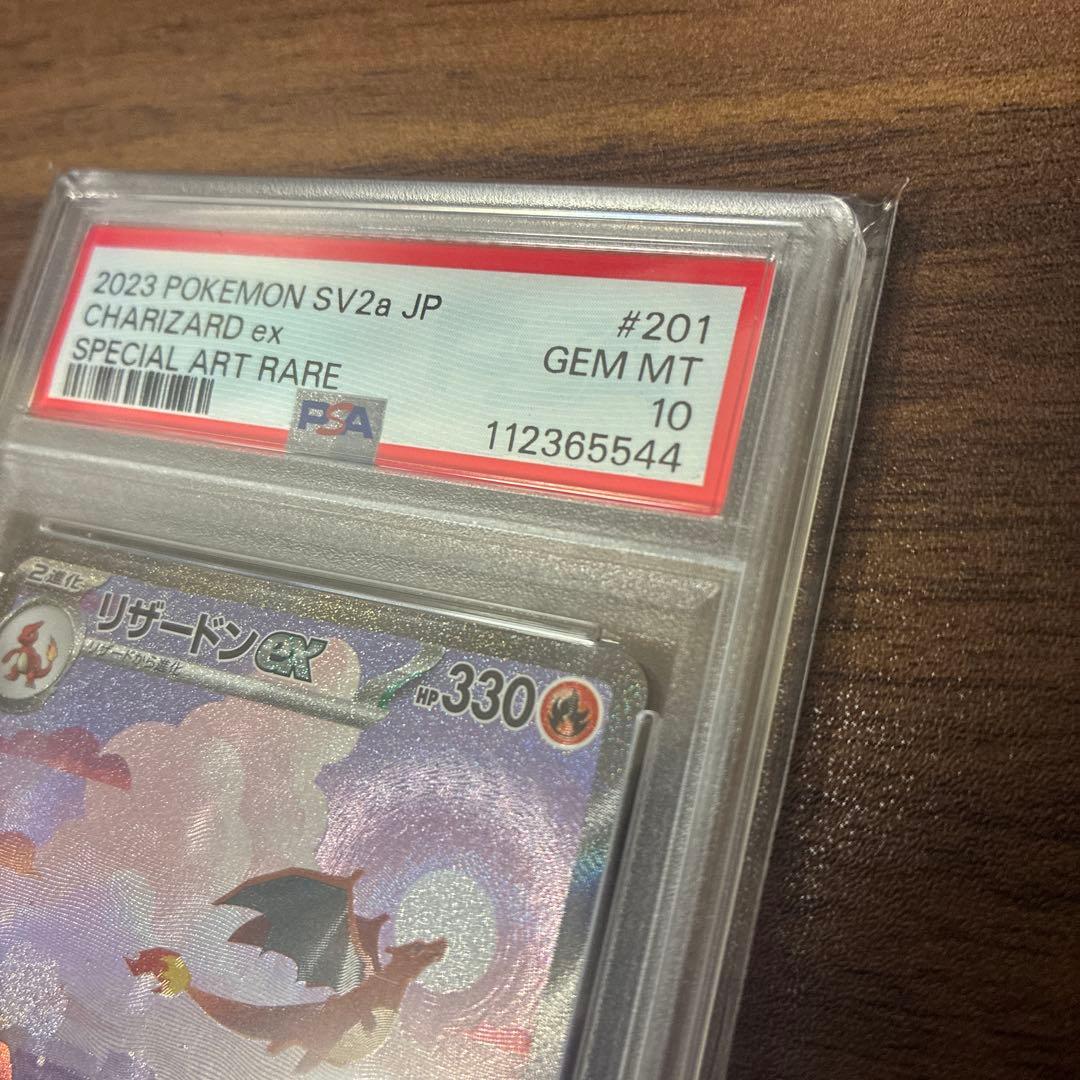 2023 POKEMON SV2a JP
CHARIZARD ex
SPECIAL ART RARE
#201
GEM MT
10
112365544
PSA
2進化
リザードンex
リザードから進化
HP330